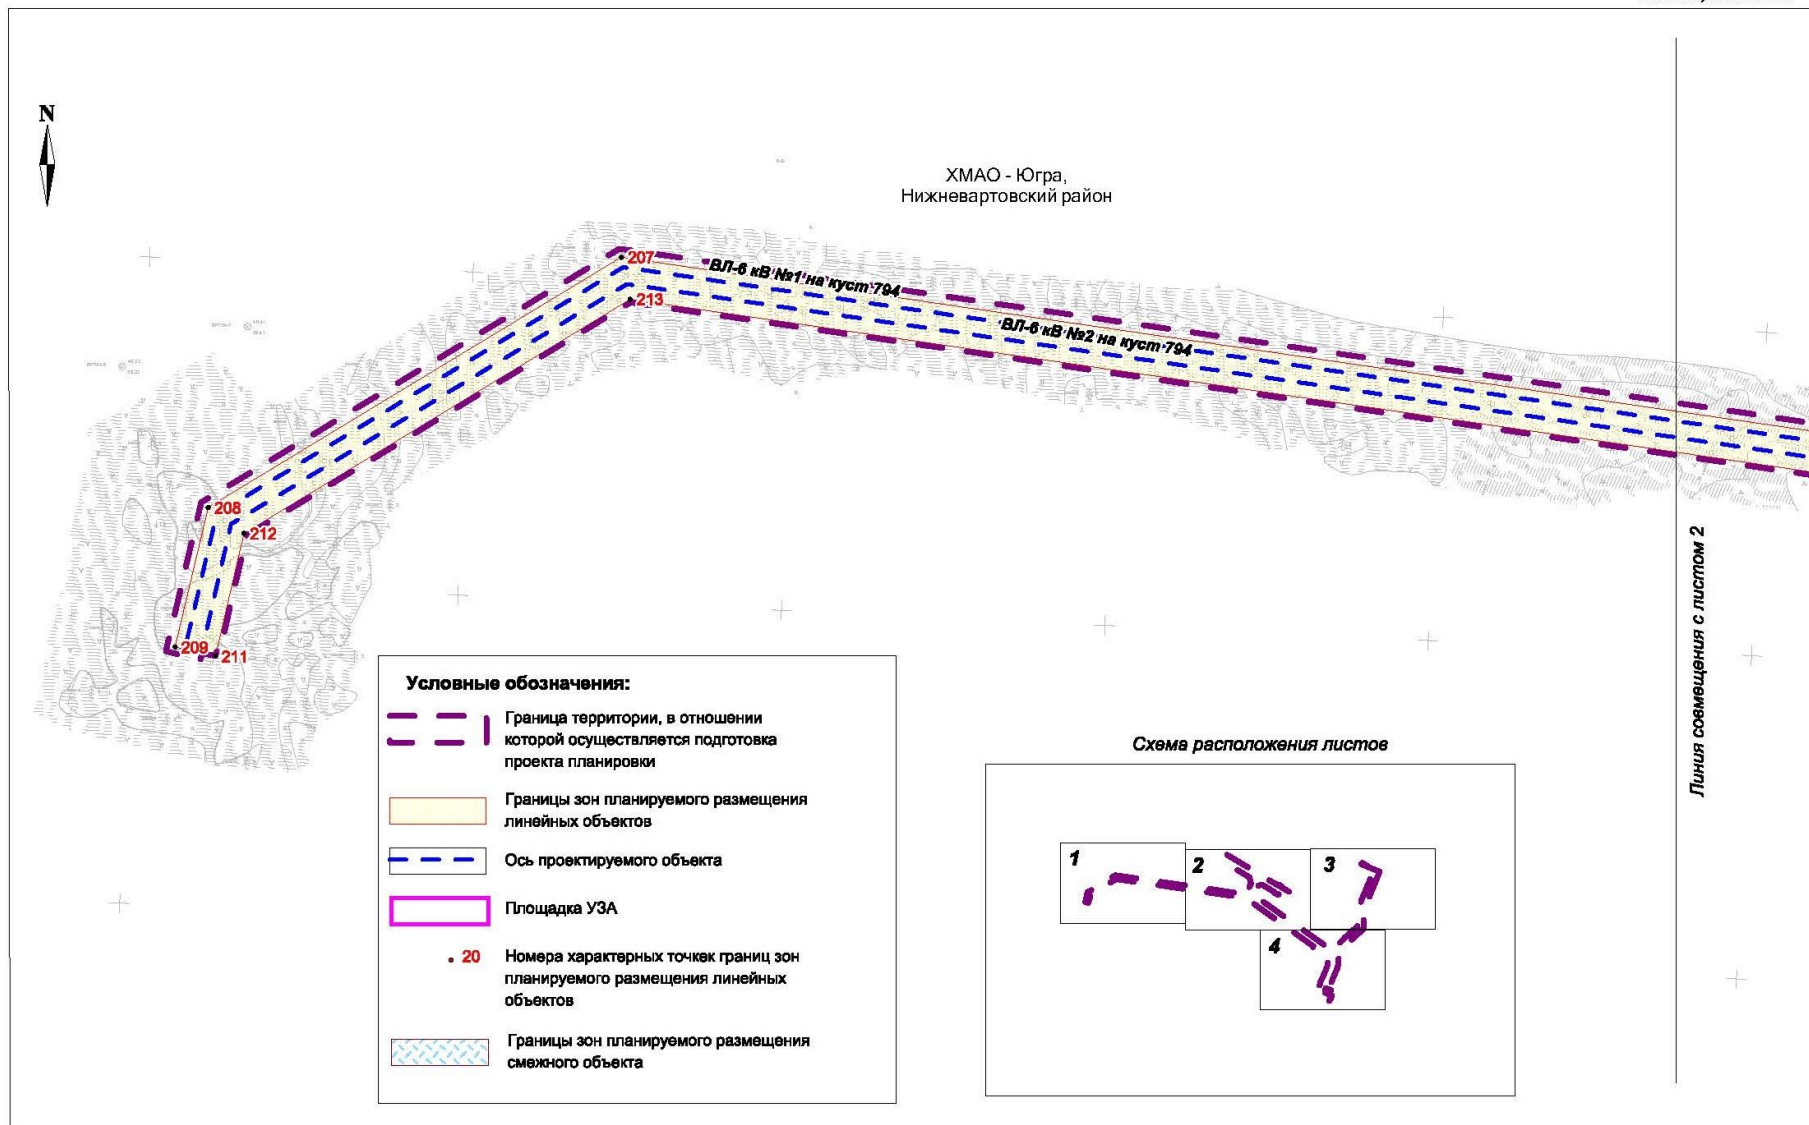 N
ХМАО - Югра,
Нижневартовский район
207
ВЛ-6 кВ №1 на куст 794
213
ВЛ-6 кВ №2 на куст 794
208
212
209
211
Линия совмещения с листом 2
Условные обозначения:
Граница территории, в отношении
которой осуществляется подготовка
проекта планировки
Границы зон планируемого размещения
линейных объектов
Ось проектируемого объекта
Площадка УЗА
20
Номера характерных точкек границ зон
планируемого размещения линейных
объектов
Границы зон планируемого размещения
смежного объекта
Схема расположения листов
1
2
3
4